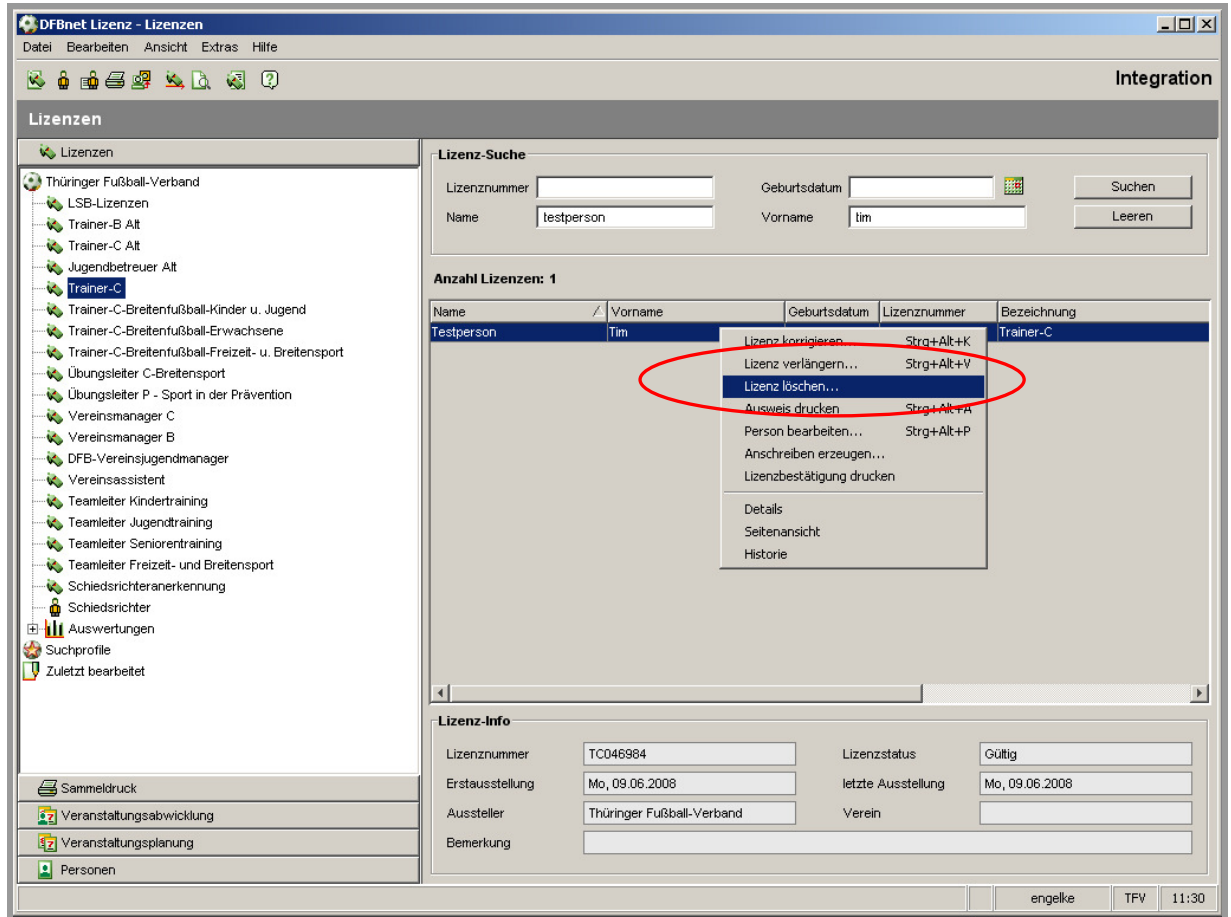 DFBnet Lizenz - Lizenzen
Datei Bearbeiten Ansicht Extras Hilfe
Integration
Lizenzen
Lizenzen
Thüringer Fußball-Verband
LSB-Lizenzen
Trainer-B Alt
Trainer-C Alt
Jugendbetreuer Alt
Trainer-C
Trainer-C-Breitenfußball-Kinder u. Jugend
Trainer-C-Breitenfußball-Erwachsene
Trainer-C-Breitenfußball-Freizeit- u. Breitensport
Übungsleiter C-Breitensport
Übungsleiter P - Sport in der Prävention
Vereinsmanager C
Vereinsmanager B
DFB-Vereinsjugendmanager
Vereinsassistent
Teamleiter Kindertraining
Teamleiter Jugendtraining
Teamleiter Seniorentraining
Teamleiter Freizeit- und Breitensport
Schiedsrichteranerkennung
Schiedsrichter
Auswertungen
Suchprofile
Zuletzt bearbeitet
Sammeldruck
Veranstaltungsabwicklung
Veranstaltungsplanung
Personen
Lizenz-Suche
Lizenznummer Geburtsdatum Suchen
Name testperson Vorname tim Leeren
Anzahl Lizenzen: 1
Name Vorname Geburtsdatum Lizenznummer Bezeichnung
Testperson Tim Trainer-C
Lizenz korrigieren... Strg+Alt+K
Lizenz verlängern... Strg+Alt+V
Lizenz löschen...
Ausweis drucken Strg+Alt+A
Person bearbeiten... Strg+Alt+P
Anschreiben erzeugen...
Lizenzbestätigung drucken
Details
Seitenansicht
Historie
Lizenz-Info
Lizenznummer TC046984 Lizenzstatus Gültig
Erstausstellung Mo, 09.06.2008 letzte Ausstellung Mo, 09.06.2008
Aussteller Thüringer Fußball-Verband Verein
Bemerkung
engelke TFV 11:30